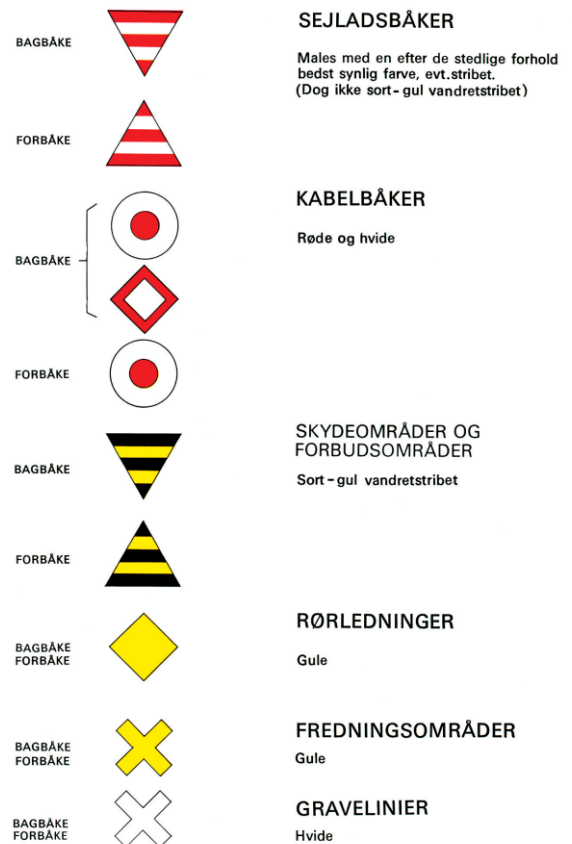 BAGBÅKE
SEJLADSBÅKER
Males med en efter de stedlige forhold
bedst synlig farve, evt.stribet.
(Dog ikke sort-gul vandretstribet)
FORBÅKE
KABELBÅKER
Røde og hvide
BAGBÅKE
FORBÅKE
SKYDEOMRÅDER OG
FORBUDSOMRÅDER
BAGBÅKE
Sort-gul vandretstribet
FORBÅKE
BAGBÅKE
FORBÅKE
RØRLEDNINGER
Gule
BAGBÅKE
FORBÅKE
FREDNINGSOMRÅDER
Gule
BAGBÅKE
FORBÅKE
GRAVELINIER
Hvide